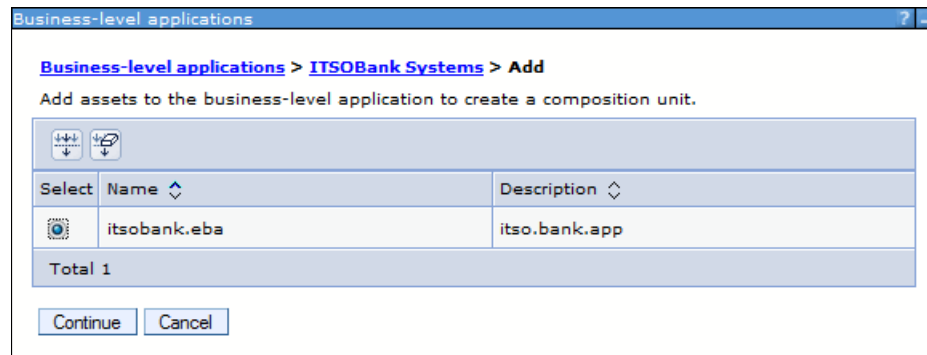 Business-level applications ? -
Business-level applications > ITSOBank Systems > Add
Add assets to the business-level application to create a composition unit.
Select Name Description
itsobank.eba itso.bank.app
Total 1
Continue Cancel